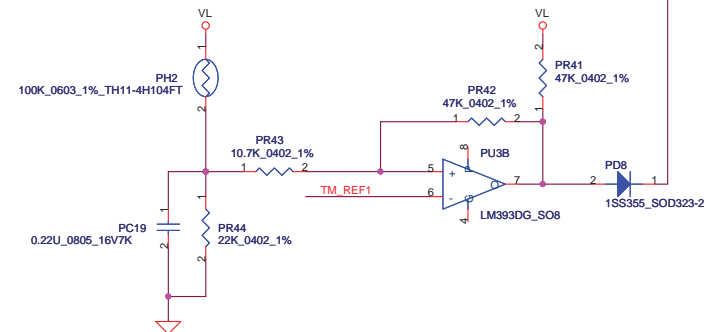 VL
VL
1
2
PH2
100K_0603_1%_TH11-4H104FT
2
PR41
47K_0402_1%
1
PR42
47K_0402_1%
1
2
PR43
10.7K_0402_1%
1
2
8
PU3B
5
+
P
TM_REF1
6
-
G
O
7
4
LM393DG_SO8
PD8
2
1
1SS355_SOD323-2
1
PC19
0.22U_0805_16V7K
2
1
PR44
22K_0402_1%
2